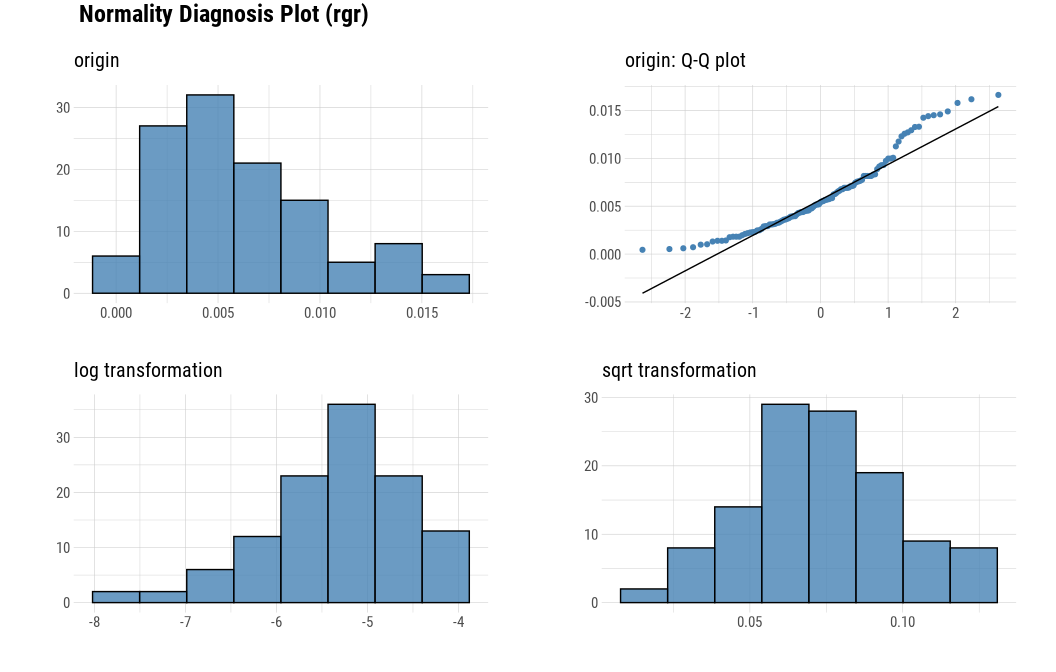 Normality Diagnosis Plot (rgr)
origin
30
20
10
0
0.000 0.005 0.010 0.015
origin: Q-Q plot
0.015
0.010
0.005
0.000
-0.005
-2 -1 0 1 2
log transformation
30
20
10
0
-8 -7 -6 -5 -4
sqrt transformation
30
20
10
0
0.05 0.10